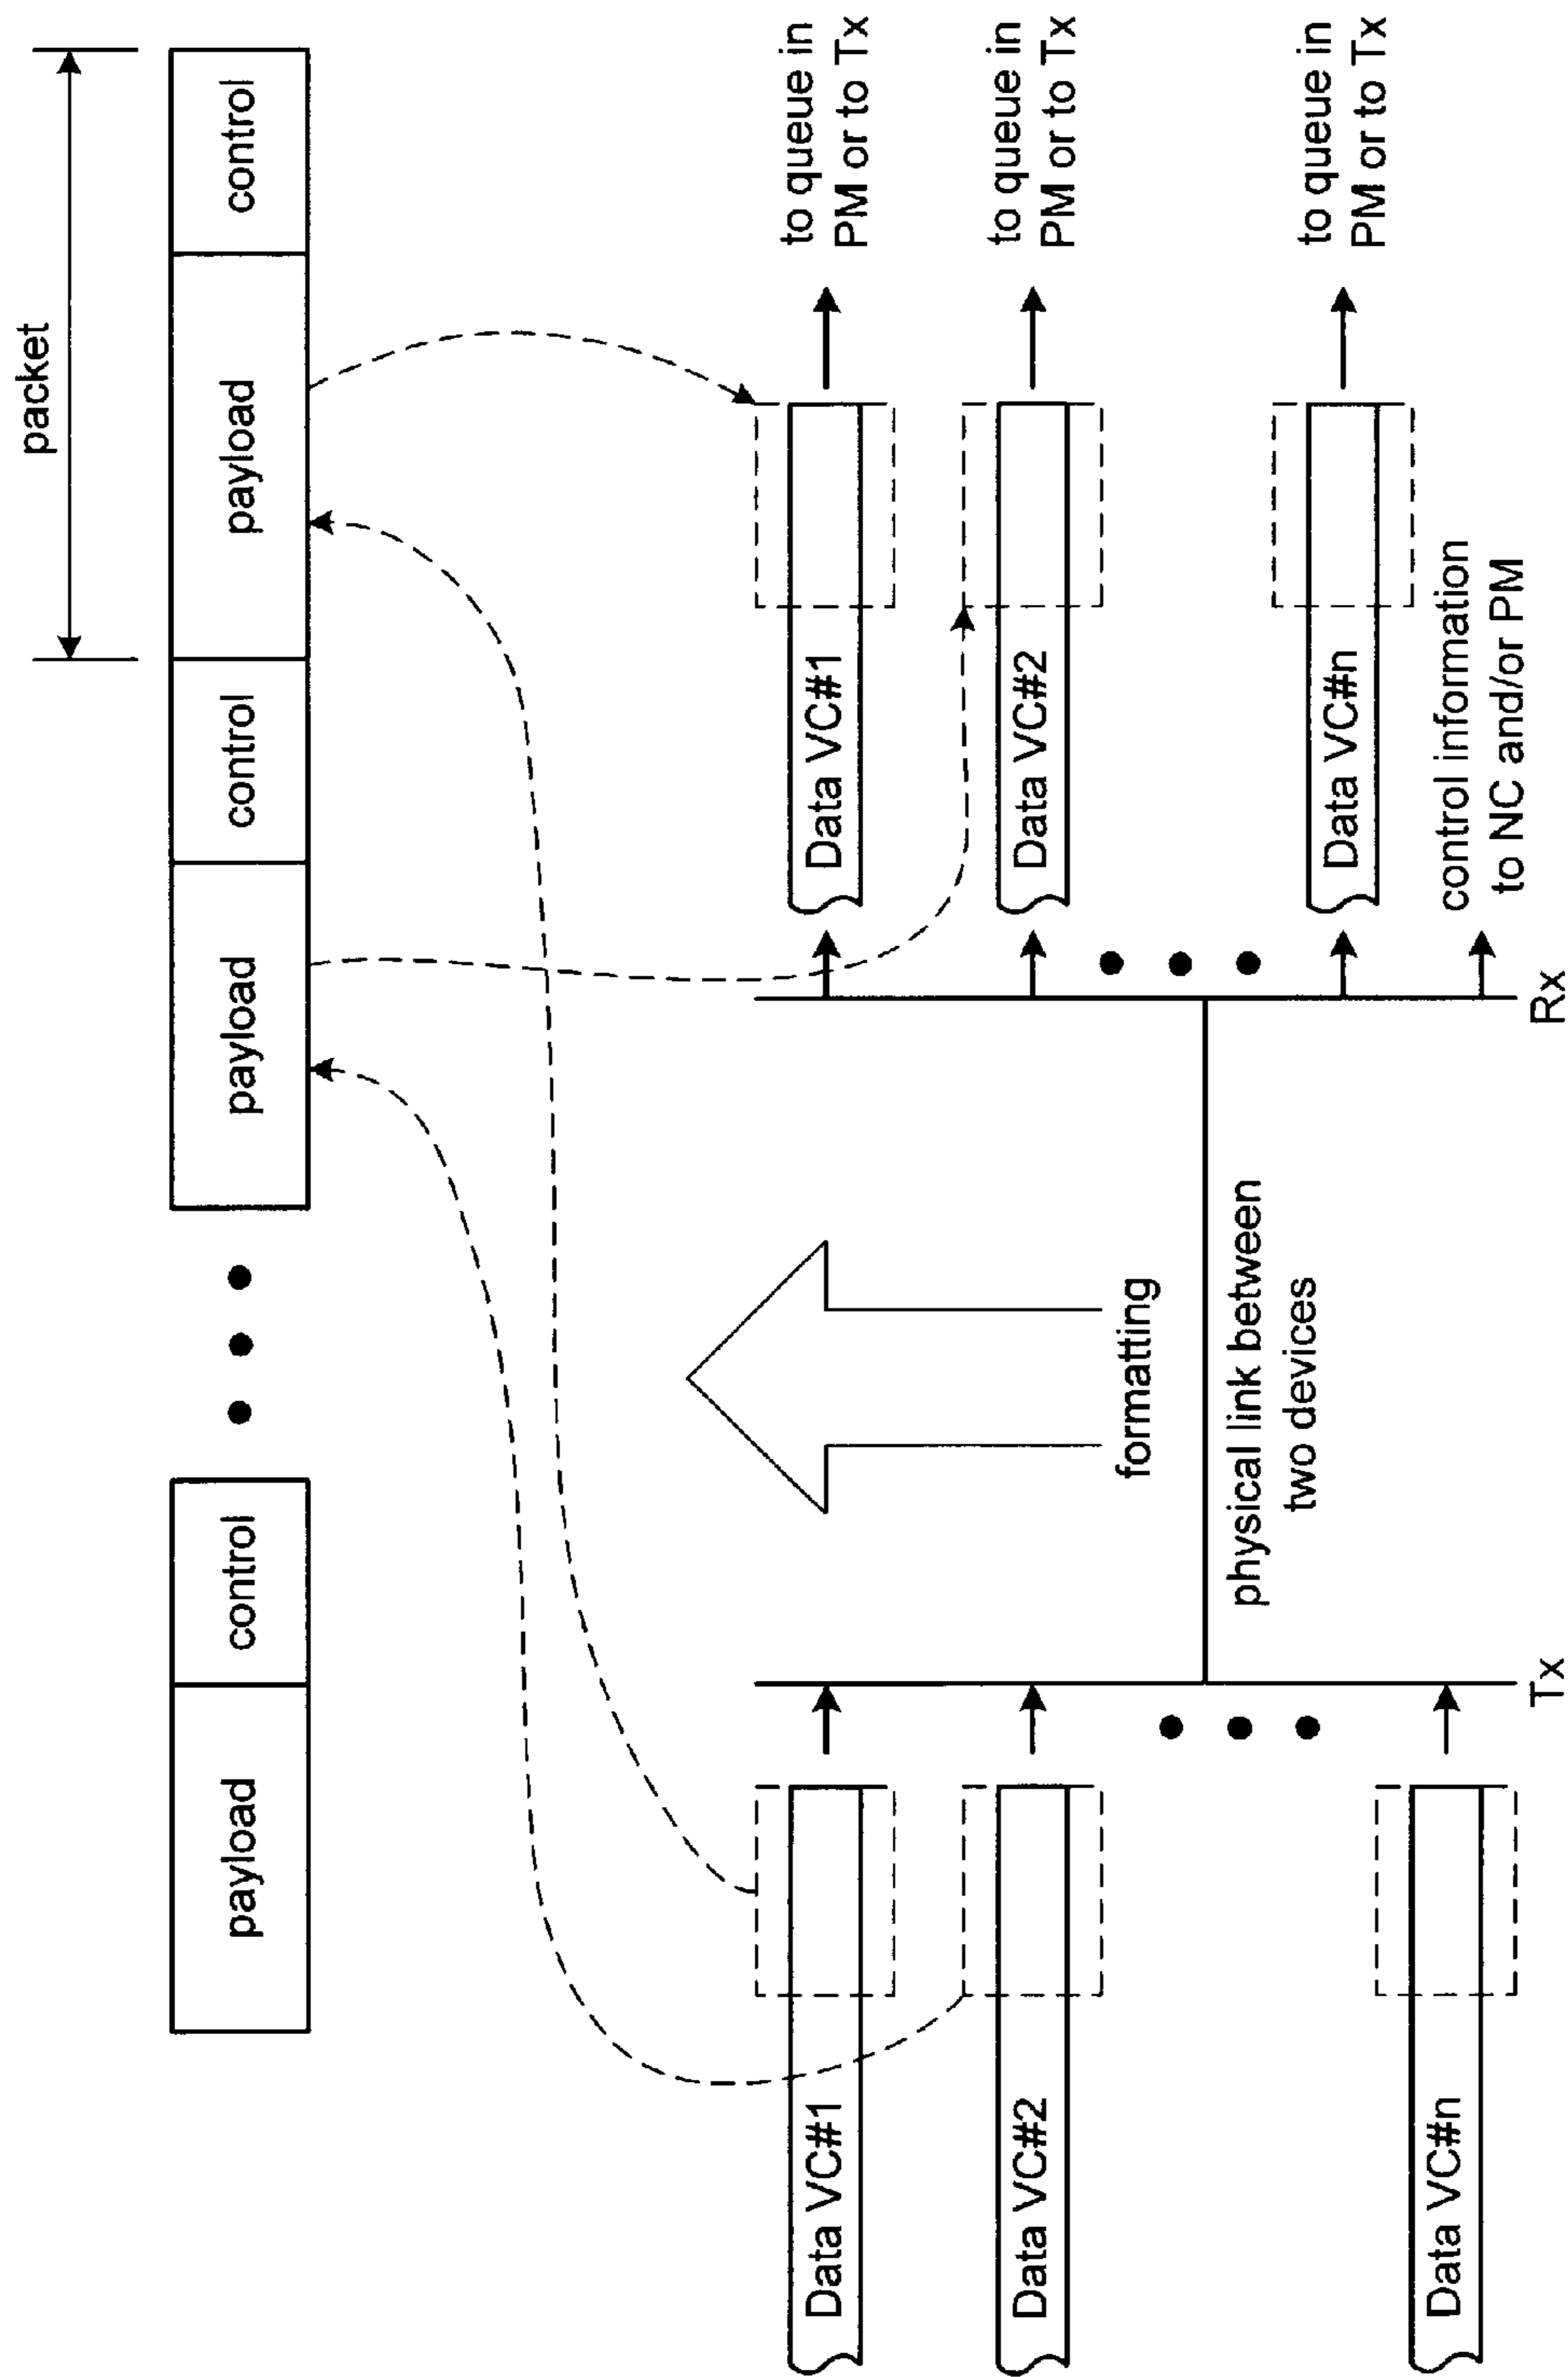 packet
payload
control
payload
control
payload
control
formatting
Data VC#1
Data VC#1
to queue in
PM or to Tx
Data VC#2
Data VC#2
to queue in
PM or to Tx
physical link between
two devices
Data VC#n
Data VC#n
to queue in
PM or to Tx
control information
to NC and/or PM
Tx
Rx